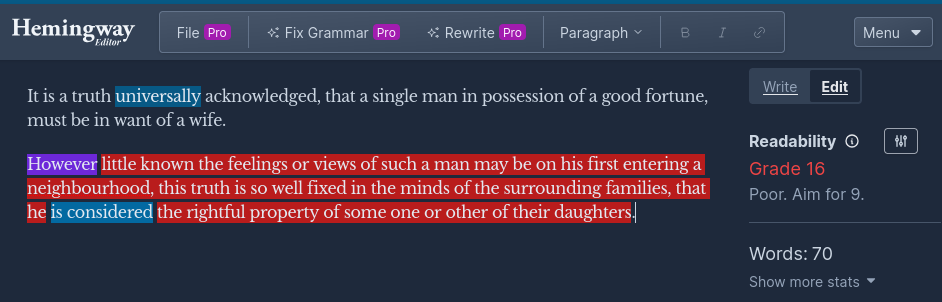 Hemingway
Editor
File Pro
Fix Grammar Pro
Rewrite Pro
Paragraph
B
I
Menu
It is a truth universally acknowledged, that a single man in possession of a good fortune,
must be in want of a wife.
However little known the feelings or views of such a man may be on his first entering a
neighbourhood, this truth is so well fixed in the minds of the surrounding families, that
he is considered the rightful property of some one or other of their daughters.
Write Edit
Readability
Grade 16
Poor. Aim for 9.
Words: 70
Show more stats